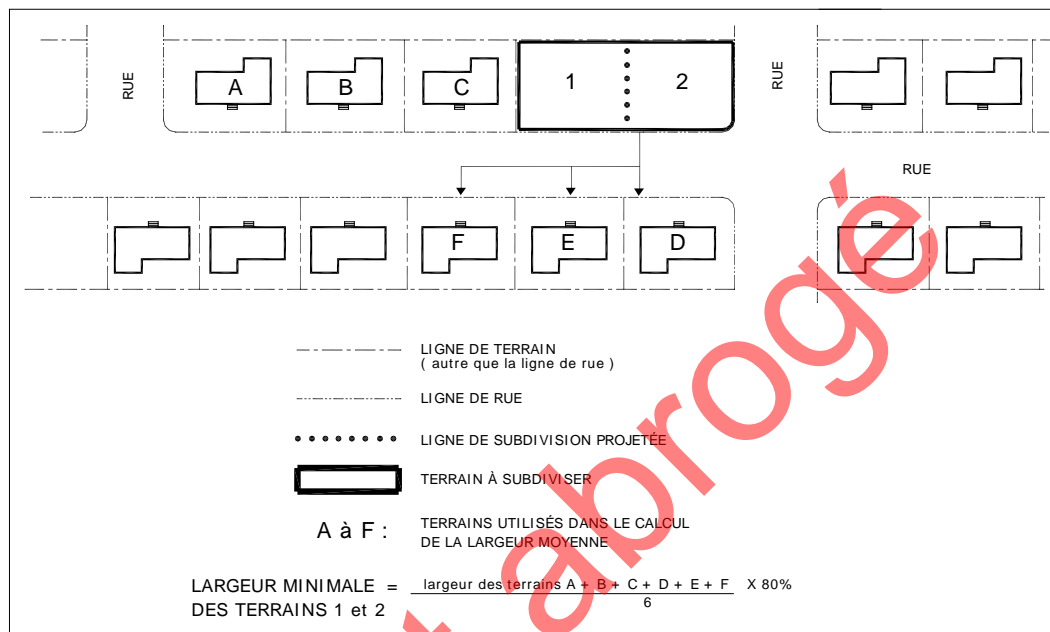 RUE
A
B
C
1
2
RUE
RUE
F
E
D
LIGNE DE TERRAIN
( autre que la ligne de rue )
LIGNE DE RUE
LIGNE DE SUBDIVISION PROJETÉE
TERRAIN À SUBDIVISER
A à F :
TERRAINS UTILISÉS DANS LE CALCUL
DE LA LARGEUR MOYENNE
LARGEUR MINIMALE = largeur des terrains A + B + C + D + E + F X 80%
6
DES TERRAINS 1 et 2
abrogé